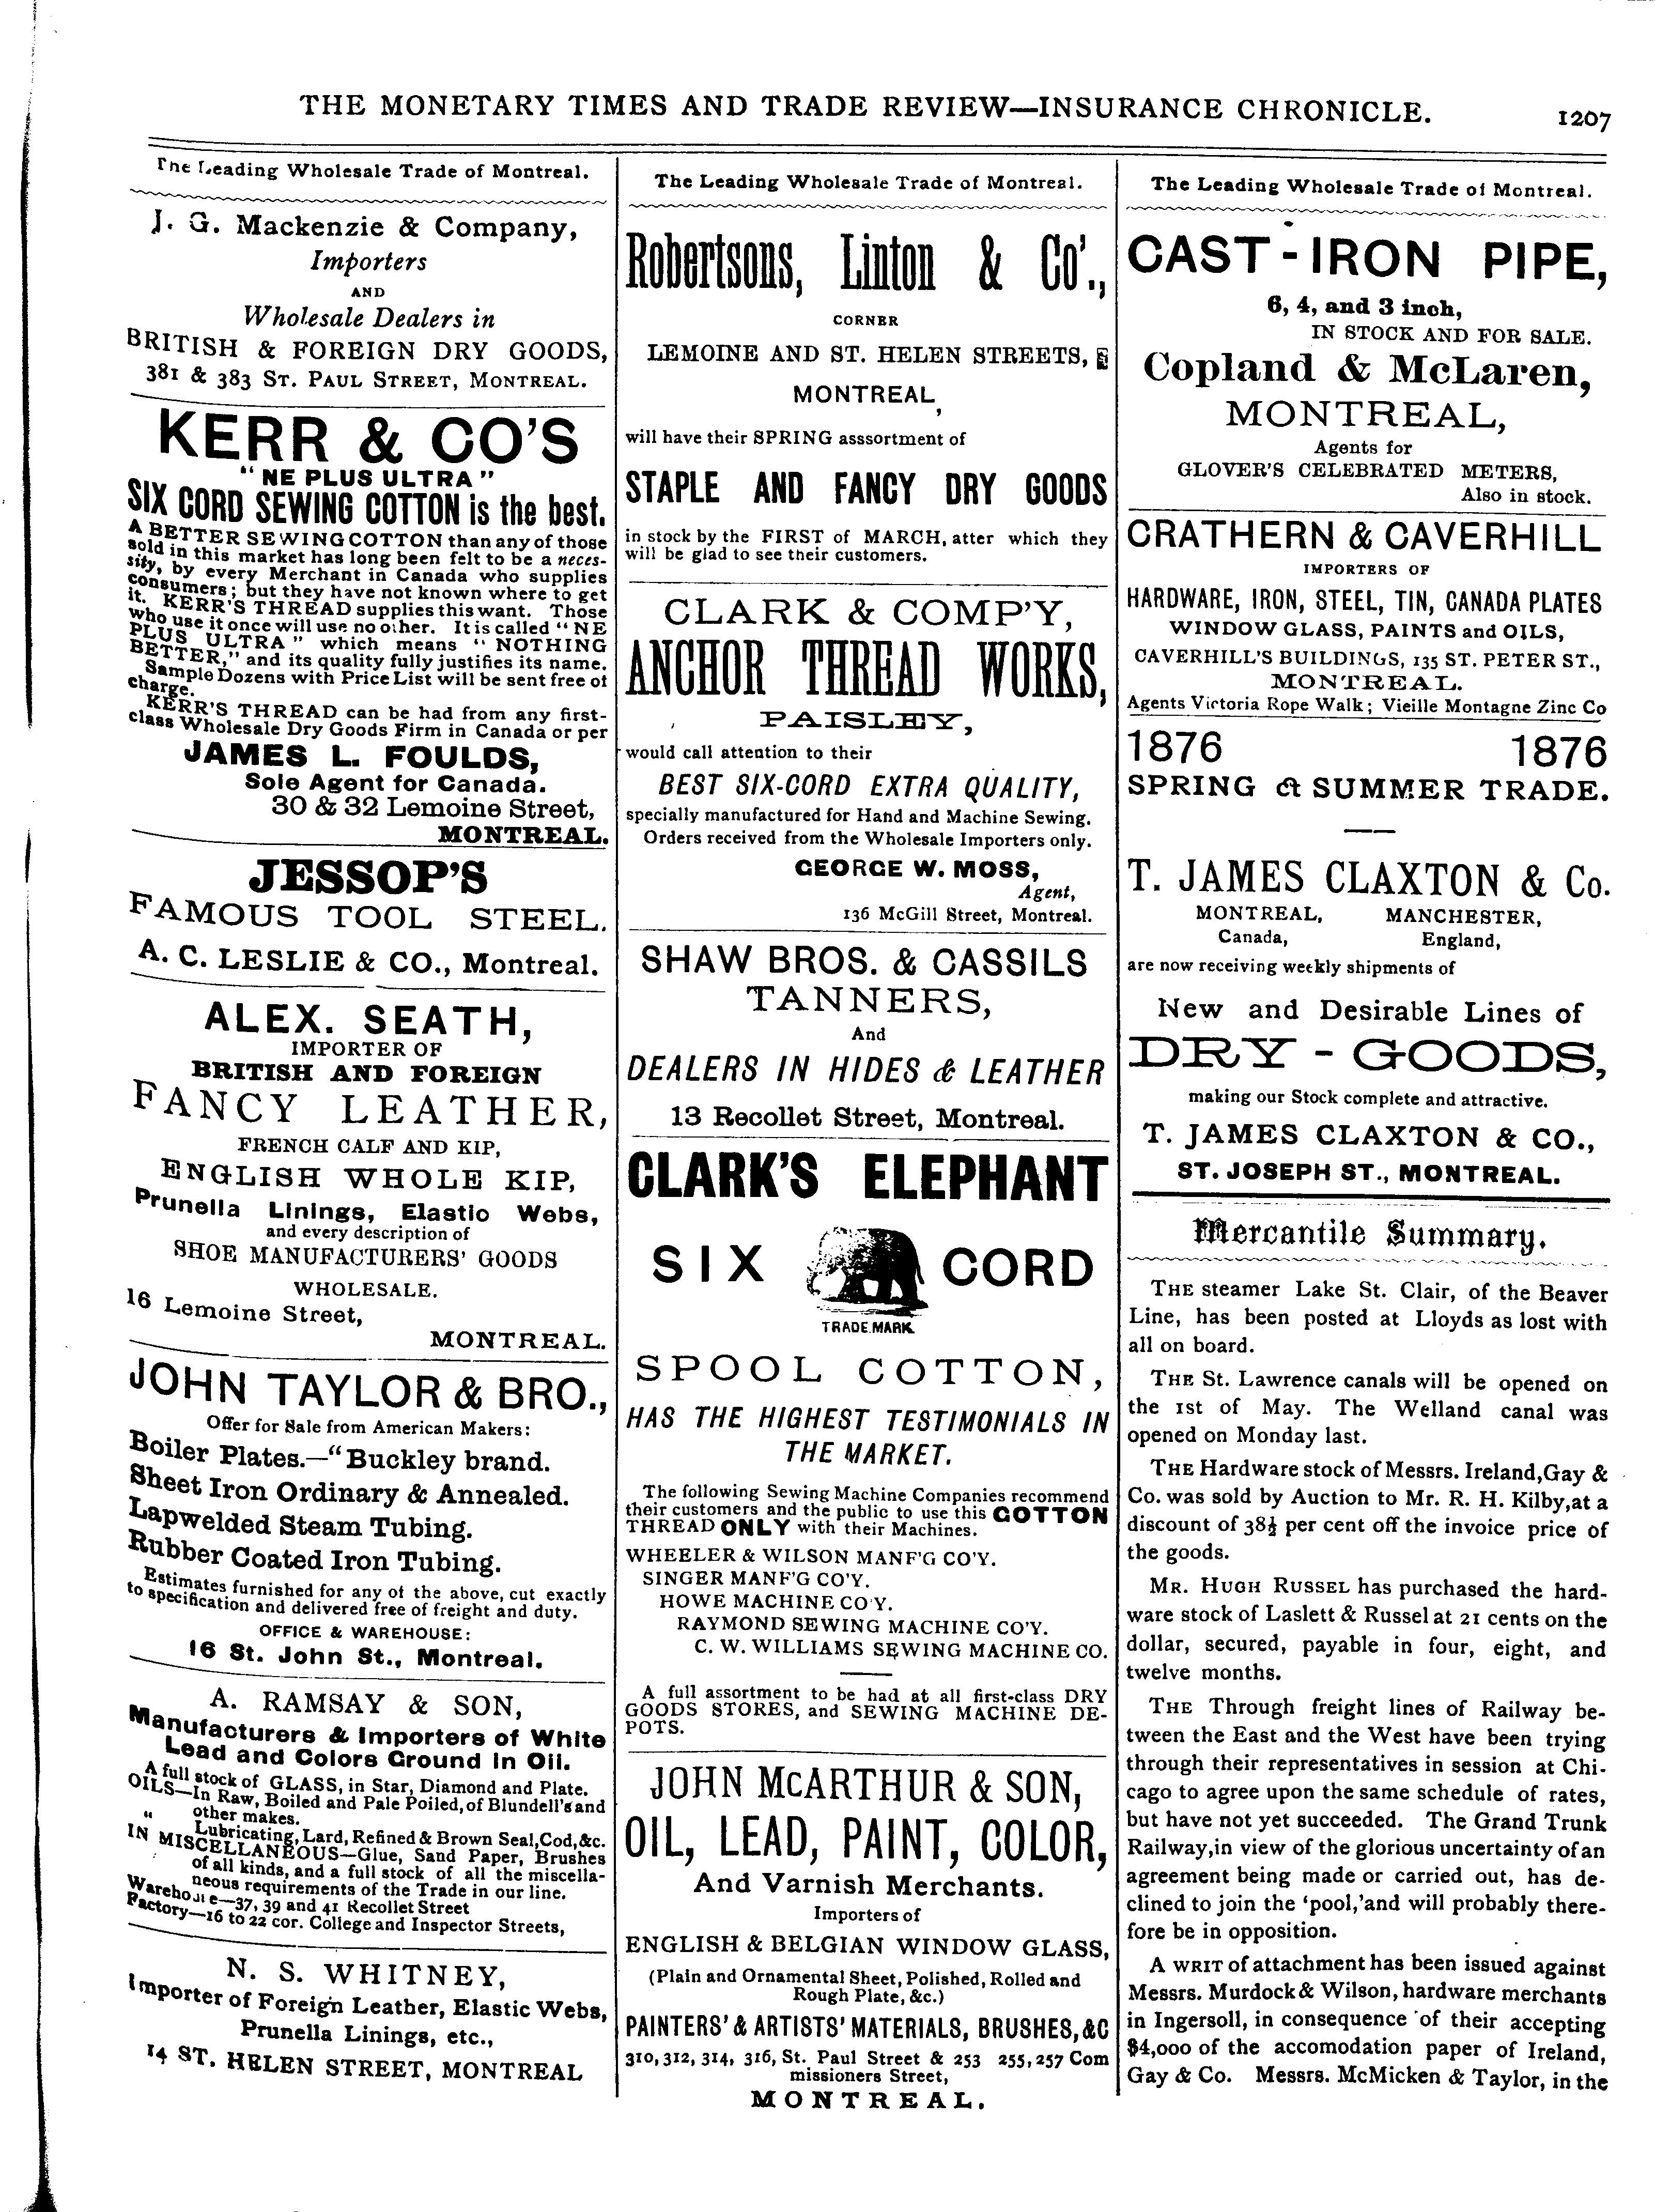 THE MONETARY TIMES AND TRADE REVIEW—INSURANCE CHRONICLE.
1207
The Leading Wholesale Trade of Montreal.
J. G. Mackenzie & Company,
Importers
AND
Wholesale Dealers in
BRITISH & FOREIGN DRY GOODS,
381 & 383 ST. PAUL STREET, MONTREAL.
KERR & CO'S
"NE PLUS ULTRA"
SIX CORD SEWING COTTON is the best.
A BETTER SEWING COTTON than any of those
sold in this market has long been felt to be a neces-
sity, by every Merchant in Canada who supplies
consumers; but they have not known where to get
it. KERR'S THREAD supplies this want. Those
who use it once will use no other. It is called "NE
PLUS ULTRA" which means "NOTHING
BETTER," and its quality fully justifies its name.
Sample Dozens with Price List will be sent free of
charge.
KERR'S THREAD can be had from any first-
class Wholesale Dry Goods Firm in Canada or per
JAMES L. FOULDS,
Sole Agent for Canada.
30 & 32 Lemoine Street,
MONTREAL.
JESSOP'S
FAMOUS TOOL STEEL.
A. C. LESLIE & CO., Montreal.
ALEX. SEATH,
IMPORTER OF
BRITISH AND FOREIGN
FANCY LEATHER,
FRENCH CALF AND KIP,
ENGLISH WHOLE KIP,
Prunella Linings, Elastic Webs,
and every description of
SHOE MANUFACTURERS' GOODS
WHOLESALE.
16 Lemoine Street,
MONTREAL.
JOHN TAYLOR & BRO.,
Offer for Sale from American Makers:
Boiler Plates.—"Buckley brand.
Sheet Iron Ordinary & Annealed.
Lapwelded Steam Tubing.
Rubber Coated Iron Tubing.
Estimates furnished for any of the above, cut exactly
to specification and delivered free of freight and duty.
OFFICE & WAREHOUSE:
16 St. John St., Montreal.
A. RAMSAY & SON,
Manufacturers & Importers of White
Lead and Colors Ground in Oil.
A full stock of GLASS, in Star, Diamond and Plate.
OILS—In Raw, Boiled and Pale Poiled, of Blundell's and
other makes.
" Lubricating, Lard, Refined & Brown Seal, Cod, &c.
IN MISCELLANEOUS—Glue, Sand Paper, Brushes
of all kinds, and a full stock of all the miscella-
neous requirements of the Trade in our line.
Warehouse—37, 39 and 41 Recollet Street
Factory—16 to 22 cor. College and Inspector Streets,
N. S. WHITNEY,
Importer of Foreign Leather, Elastic Webs,
Prunella Linings, etc.,
14 ST. HELEN STREET, MONTREAL
The Leading Wholesale Trade of Montreal.
Robertsons, Linton & Co'.,
CORNER
LEMOINE AND ST. HELEN STREETS,
MONTREAL,
will have their SPRING asssortment of
STAPLE AND FANCY DRY GOODS
in stock by the FIRST of MARCH, atter which they
will be glad to see their customers.
CLARK & COMP'Y,
ANCHOR THREAD WORKS,
PAISLEY,
would call attention to their
BEST SIX-CORD EXTRA QUALITY,
specially manufactured for Hand and Machine Sewing.
Orders received from the Wholesale Importers only.
GEORGE W. MOSS,
Agent,
136 McGill Street, Montreal.
SHAW BROS. & CASSILS
TANNERS,
And
DEALERS IN HIDES & LEATHER
13 Recollet Street, Montreal.
CLARK'S ELEPHANT
SIX CORD
TRADE MARK
SPOOL COTTON,
HAS THE HIGHEST TESTIMONIALS IN
THE MARKET.
The following Sewing Machine Companies recommend
their customers and the public to use this COTTON
THREAD ONLY with their Machines.
WHEELER & WILSON MANF'G CO'Y.
SINGER MANF'G CO'Y.
HOWE MACHINE CO'Y.
RAYMOND SEWING MACHINE CO'Y.
C. W. WILLIAMS SEWING MACHINE CO.
A full assortment to be had at all first-class DRY
GOODS STORES, and SEWING MACHINE DE-
POTS.
JOHN McARTHUR & SON,
OIL, LEAD, PAINT, COLOR,
And Varnish Merchants.
Importers of
ENGLISH & BELGIAN WINDOW GLASS,
(Plain and Ornamental Sheet, Polished, Rolled and
Rough Plate, &c.)
PAINTERS' & ARTISTS' MATERIALS, BRUSHES, &C
310, 312, 314, 316, St. Paul Street & 253 255, 257 Com
missioners Street,
MONTREAL.
The Leading Wholesale Trade of Montreal.
CAST-IRON PIPE,
6, 4, and 3 inch,
IN STOCK AND FOR SALE.
Copland & McLaren,
MONTREAL,
Agents for
GLOVER'S CELEBRATED METERS,
Also in stock.
CRATHERN & CAVERHILL
IMPORTERS OF
HARDWARE, IRON, STEEL, TIN, CANADA PLATES
WINDOW GLASS, PAINTS and OILS,
CAVERHILL'S BUILDINGS, 135 ST. PETER ST.,
MONTREAL.
Agents Victoria Rope Walk; Vieille Montagne Zinc Co
1876 1876
SPRING & SUMMER TRADE.
T. JAMES CLAXTON & Co.
MONTREAL, MANCHESTER,
Canada, England,
are now receiving weekly shipments of
New and Desirable Lines of
DRY-GOODS,
making our Stock complete and attractive.
T. JAMES CLAXTON & CO.,
ST. JOSEPH ST., MONTREAL.
Mercantile Summary.
THE steamer Lake St. Clair, of the Beaver
Line, has been posted at Lloyds as lost with
all on board.
THE St. Lawrence canals will be opened on
the 1st of May. The Welland canal was
opened on Monday last.
THE Hardware stock of Messrs. Ireland, Gay &
Co. was sold by Auction to Mr. R. H. Kilby, at a
discount of 38½ per cent off the invoice price of
the goods.
MR. HUGH RUSSEL has purchased the hard-
ware stock of Laslett & Russel at 21 cents on the
dollar, secured, payable in four, eight, and
twelve months.
THE Through freight lines of Railway be-
tween the East and the West have been trying
through their representatives in session at Chi-
cago to agree upon the same schedule of rates,
but have not yet succeeded. The Grand Trunk
Railway, in view of the glorious uncertainty of an
agreement being made or carried out, has de-
clined to join the 'pool,' and will probably there-
fore be in opposition.
A WRIT of attachment has been issued against
Messrs. Murdock & Wilson, hardware merchants
in Ingersoll, in consequence of their accepting
$4,000 of the accomodation paper of Ireland,
Gay & Co. Messrs. McMicken & Taylor, in the